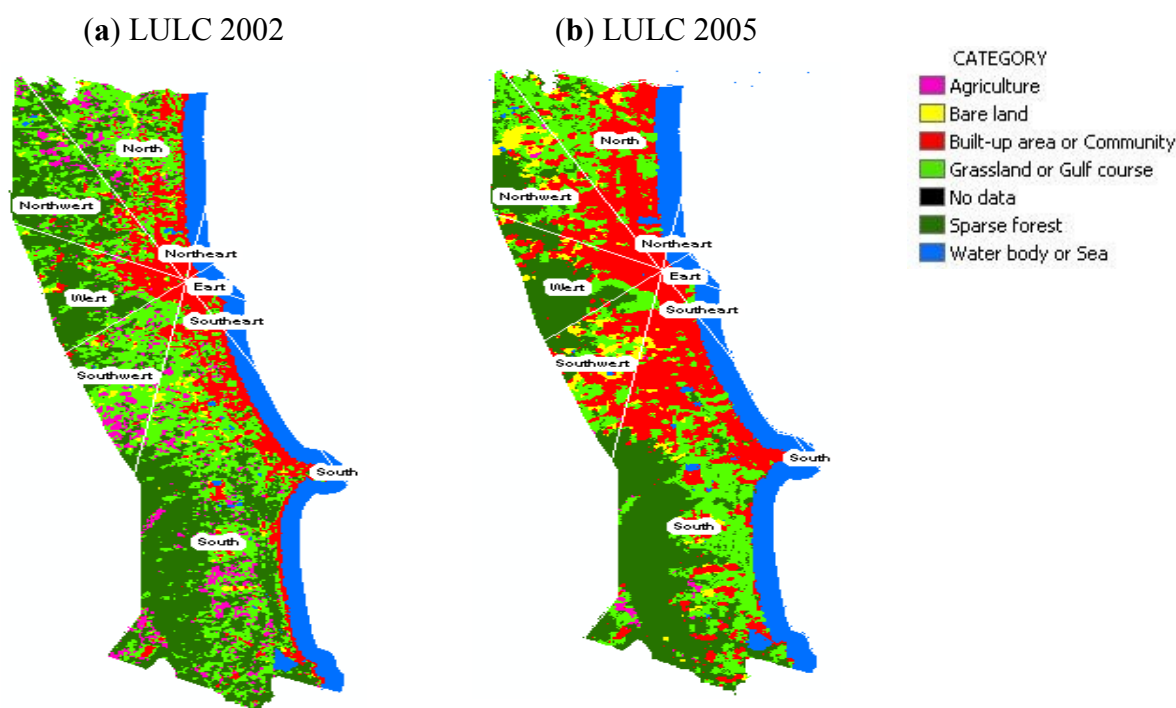 (a) LULC 2002
(b) LULC 2005
North
Northwest
Northeast
West
East
Southeast
Southwest
South
South
North
Northwest
Northeast
West
East
Southeast
Southwest
South
South
CATEGORY
Agriculture
Bare land
Built-up area or Community
Grassland or Gulf course
No data
Sparse forest
Water body or Sea